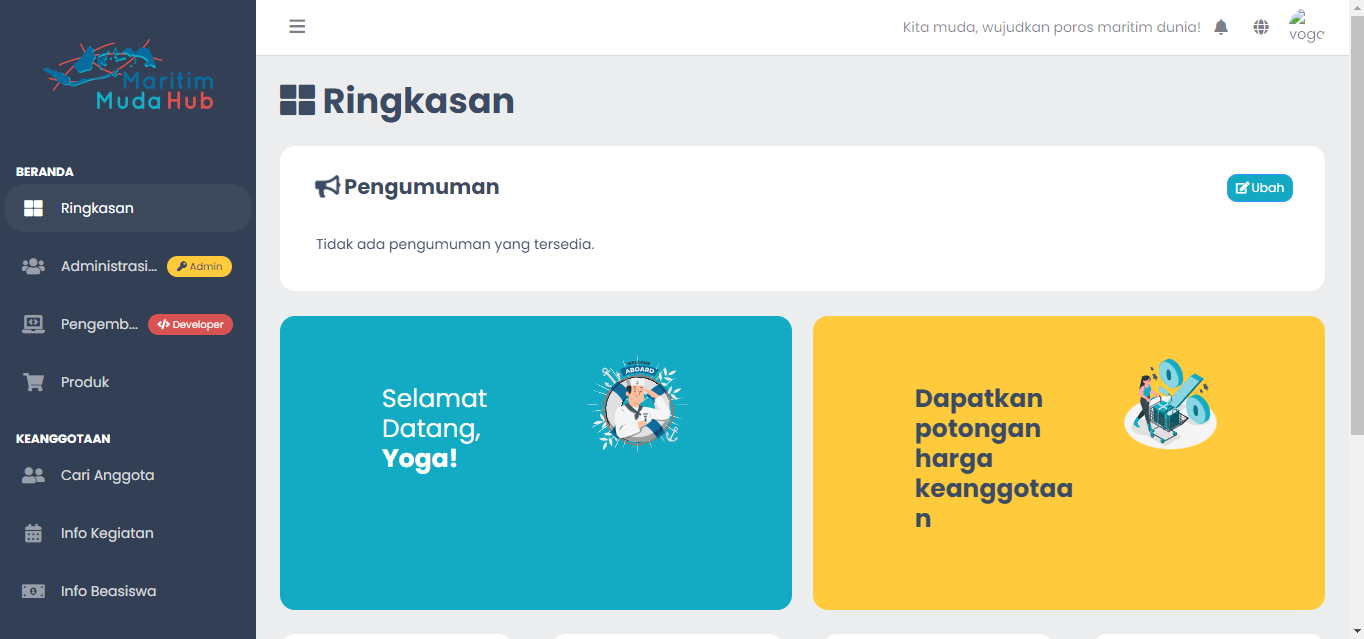 Maritim
Muda Hub
BERANDA
Ringkasan
Administrasi... Admin
Pengemb... Developer
Produk
KEANGGOTAAN
Cari Anggota
Info Kegiatan
Info Beasiswa
Kita muda, wujudkan poros maritim dunia!
Ringkasan
Pengumuman
Ubah
Tidak ada pengumuman yang tersedia.
Selamat
Datang,
Yoga!
WELCOME
ABOARD
Dapatkan
potongan
harga
keanggotaa
n